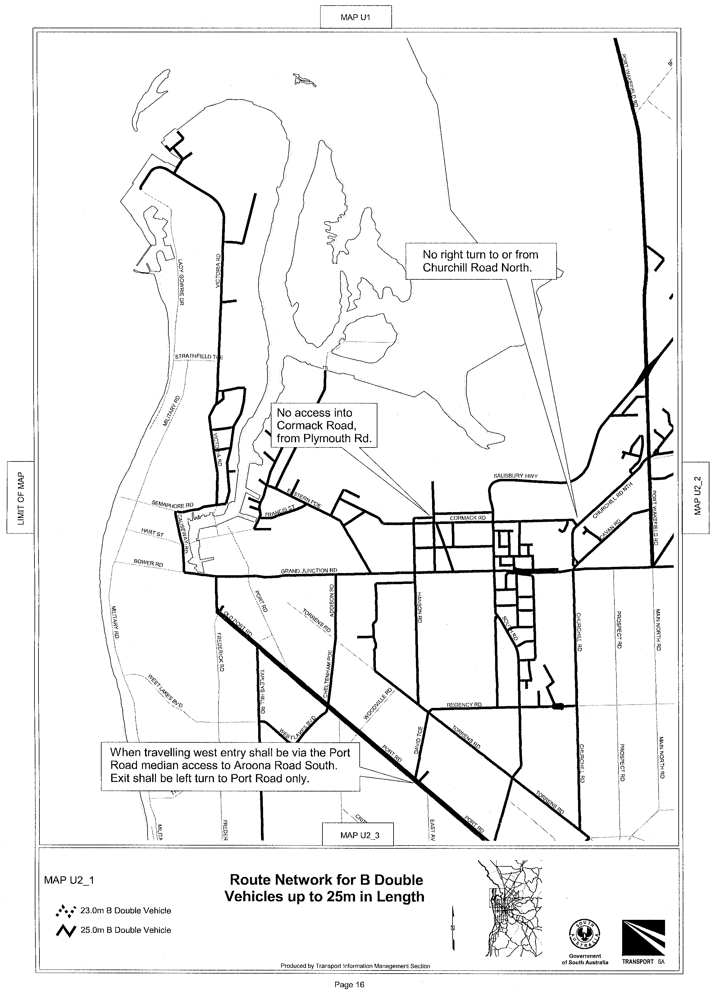 MAP U1
PORT WAKEFIELD RD
No right turn to or from
Churchill Road North.
LADY GOWRIE DR
VICTORIA RD
STRATHFIELD TCE
MILITARY RD
No access into
Cormack Road,
from Plymouth Rd.
VICTORIA RD
LIMIT OF MAP
MAP U2_2
SALISBURY HWY
SEMAPHORE RD
EASTERN PDE
FRANCIS ST
CORMACK RD
CHURCHILL RD NTH
PORT WAKEFIELD RD
CAUSEWAY RD
HART ST
CAVAN RD
BOWER RD
GRAND JUNCTION RD
MILITARY RD
OLD PORT RD
PORT RD
TORRENS RD
ADDISON RD
HANSON RD
SOUTH RD
CHURCHILL RD
PROSPECT RD
MAIN NORTH RD
FREDERICK RD
CHELTENHAM PDE
TAPLEYS HILL RD
WEST LAKES BVD
WOODVILLE RD
REGENCY RD
WEST LAKES BVD
DAVID TCE
TORRENS RD
PORT RD
CHURCHILL RD
PROSPECT RD
MAIN NORTH RD
When travelling west entry shall be via the Port
Road median access to Aroona Road South.
Exit shall be left turn to Port Road only.
TORRENS RD
PORT RD
CRIT
MILITA
FREDER
EAST AV
MAP U2_3
MAP U2_1
Route Network for B Double
Vehicles up to 25m in Length
23.0m B Double Vehicle
25.0m B Double Vehicle
N
SOUTH
AUSTRALIA
Government
of South Australia
TRANSPORT SA
Produced by Transport Information Management Section
Page 16